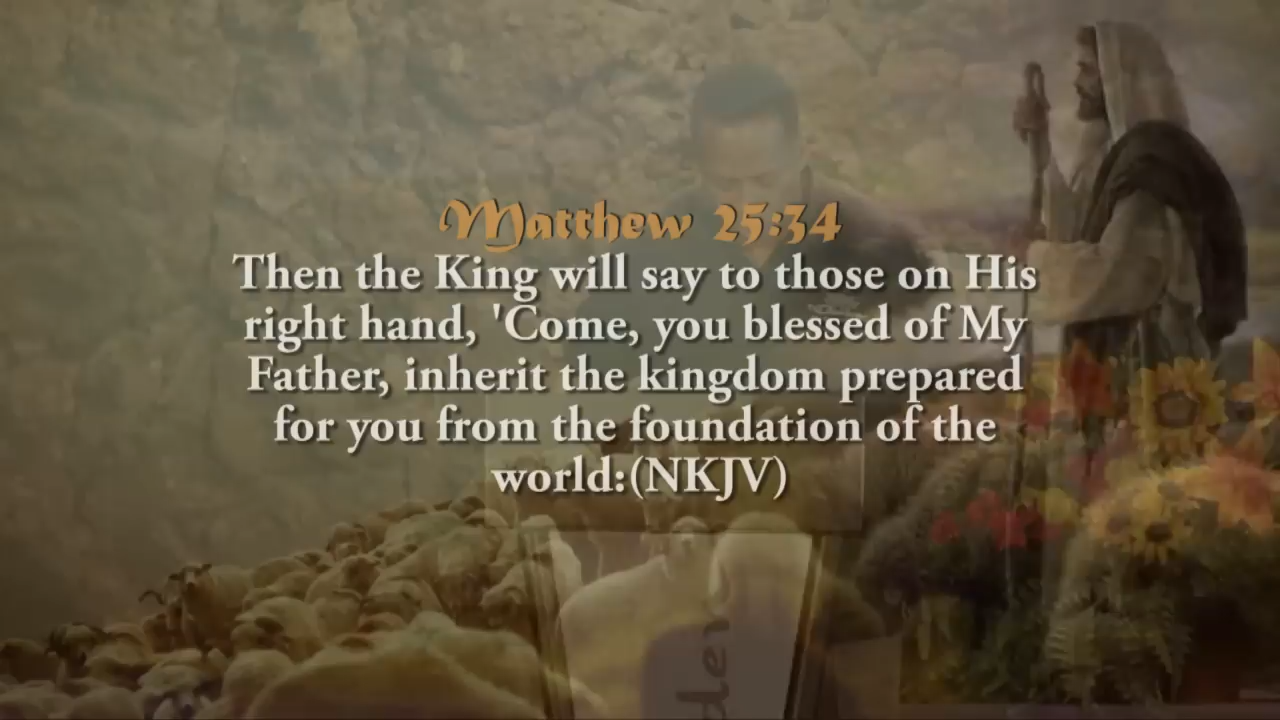 Matthew 25:34
Then the King will say to those on His
right hand, 'Come, you blessed of My
Father, inherit the kingdom prepared
for you from the foundation of the
world:(NKJV)